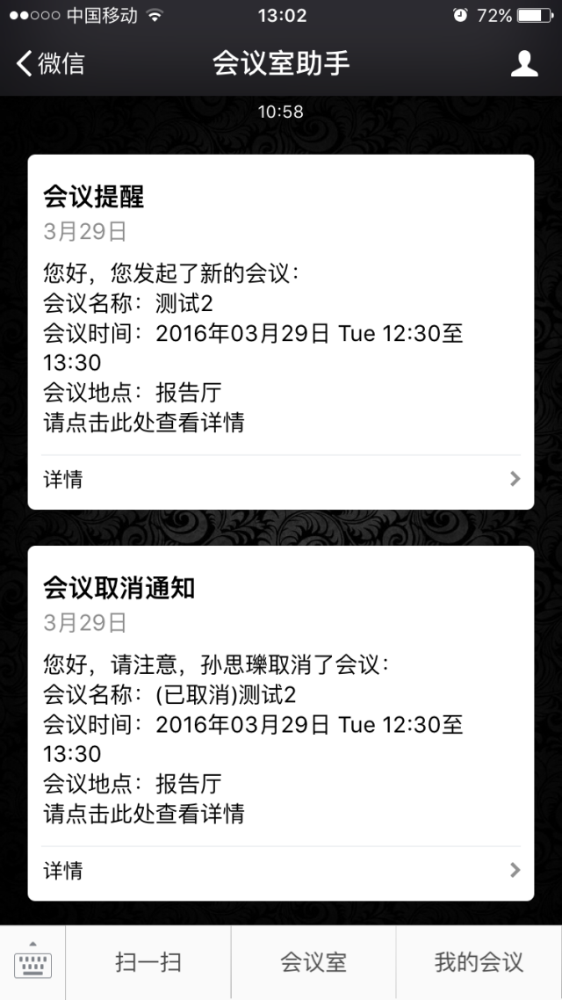 中国移动 13:02 72%
微信 会议室助手
10:58
会议提醒
3月29日
您好，您发起了新的会议：
会议名称：测试2
会议时间：2016年03月29日 Tue 12:30至
13:30
会议地点：报告厅
请点击此处查看详情
详情
会议取消通知
3月29日
您好，请注意，孙思瓅取消了会议：
会议名称：(已取消)测试2
会议时间：2016年03月29日 Tue 12:30至
13:30
会议地点：报告厅
请点击此处查看详情
详情
扫一扫 会议室 我的会议